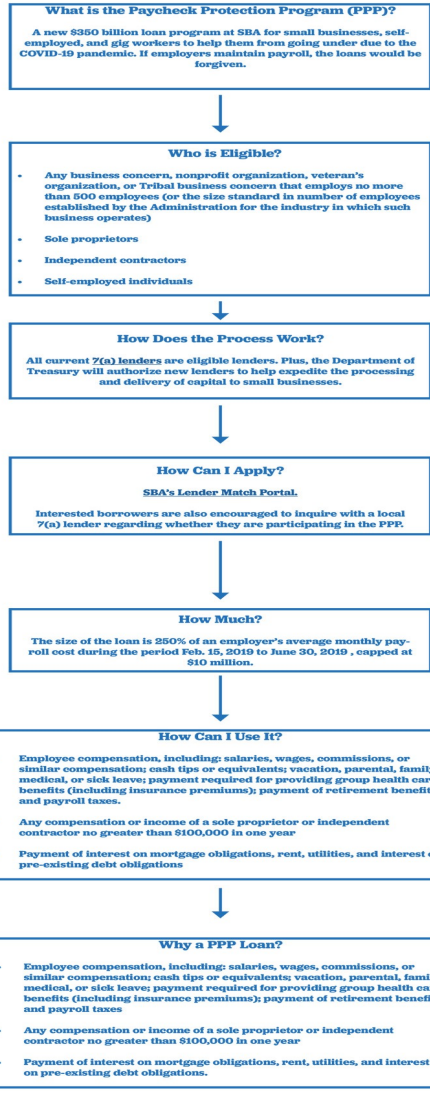 What is the Paycheck Protection Program (PPP)?
A new $350 billion loan program at SBA for small businesses, self-
employed, and gig workers to help them from going under due to the
COVID-19 pandemic. If employers maintain payroll, the loans would be
forgiven.
Who is Eligible?
• Any business concern, nonprofit organization, veteran's
organization, or Tribal business concern that employs no more
than 500 employees (or the size standard in number of employees
established by the Administration for the industry in which such
business operates)
• Sole proprietors
• Independent contractors
• Self-employed individuals
How Does the Process Work?
All current 7(a) lenders are eligible lenders. Plus, the Department of
Treasury will authorize new lenders to help expedite the processing
and delivery of capital to small businesses.
How Can I Apply?
SBA's Lender Match Portal.
Interested borrowers are also encouraged to inquire with a local
7(a) lender regarding whether they are participating in the PPP.
How Much?
The size of the loan is 250% of an employer's average monthly pay-
roll cost during the period Feb. 15, 2019 to June 30, 2019 , capped at
$10 million.
How Can I Use It?
Employee compensation, including: salaries, wages, commissions, or
similar compensation; cash tips or equivalents; vacation, parental, family
medical, or sick leave; payment required for providing group health car
benefits (including insurance premiums); payment of retirement benefit
and payroll taxes.
Any compensation or income of a sole proprietor or independent
contractor no greater than $100,000 in one year
Payment of interest on mortgage obligations, rent, utilities, and interest
pre-existing debt obligations
Why a PPP Loan?
• Employee compensation, including: salaries, wages, commissions, or
similar compensation; cash tips or equivalents; vacation, parental, fami
medical, or sick leave; payment required for providing group health ca
benefits (including insurance premiums); payment of retirement benefi
and payroll taxes
• Any compensation or income of a sole proprietor or independent
contractor no greater than $100,000 in one year
• Payment of interest on mortgage obligations, rent, utilities, and interest
on pre-existing debt obligations.